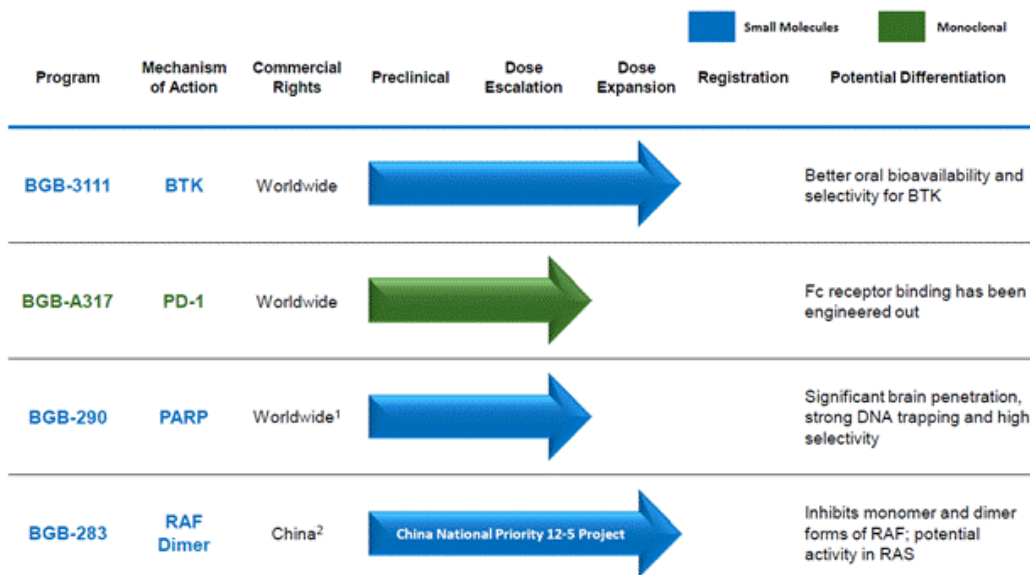 Small Molecules
Monoclonal
Program
Mechanism
of Action
Commercial
Rights
Preclinical
Dose
Escalation
Dose
Expansion
Registration
Potential Differentiation
BGB-3111
BTK
Worldwide
Better oral bioavailability and
selectivity for BTK
BGB-A317
PD-1
Worldwide
Fc receptor binding has been
engineered out
BGB-290
PARP
Worldwide¹
Significant brain penetration,
strong DNA trapping and high
selectivity
BGB-283
RAF
Dimer
China²
China National Priority 12-5 Project
Inhibits monomer and dimer
forms of RAF; potential
activity in RAS